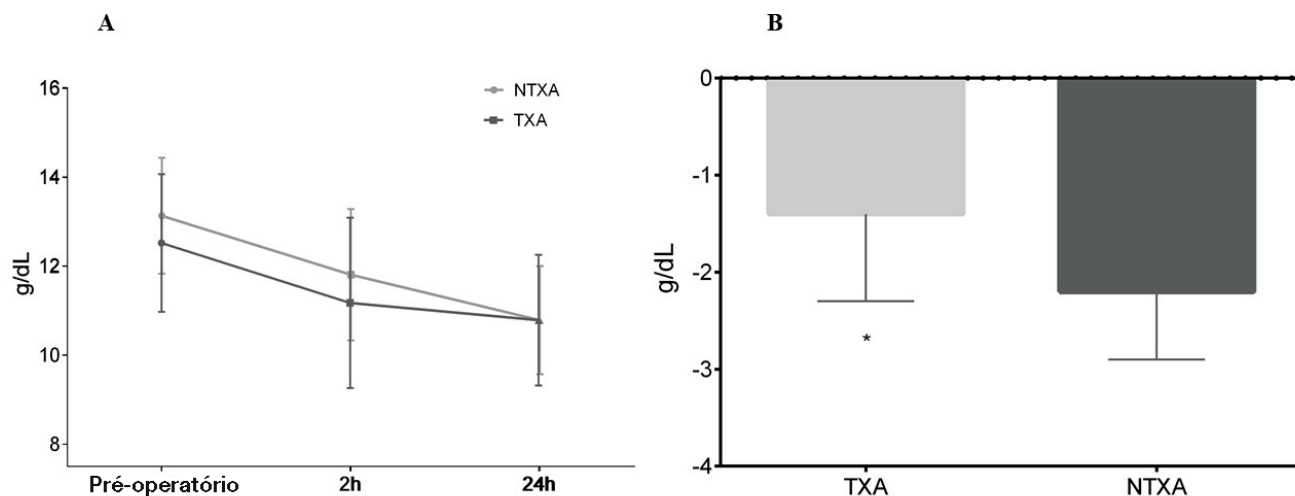 A
16
14
12
10
8
g/dL
NTXA
TXA
Pré-operatório 2h 24h
B
0
-1
-2
-3
-4
g/dL
*
TXA NTXA